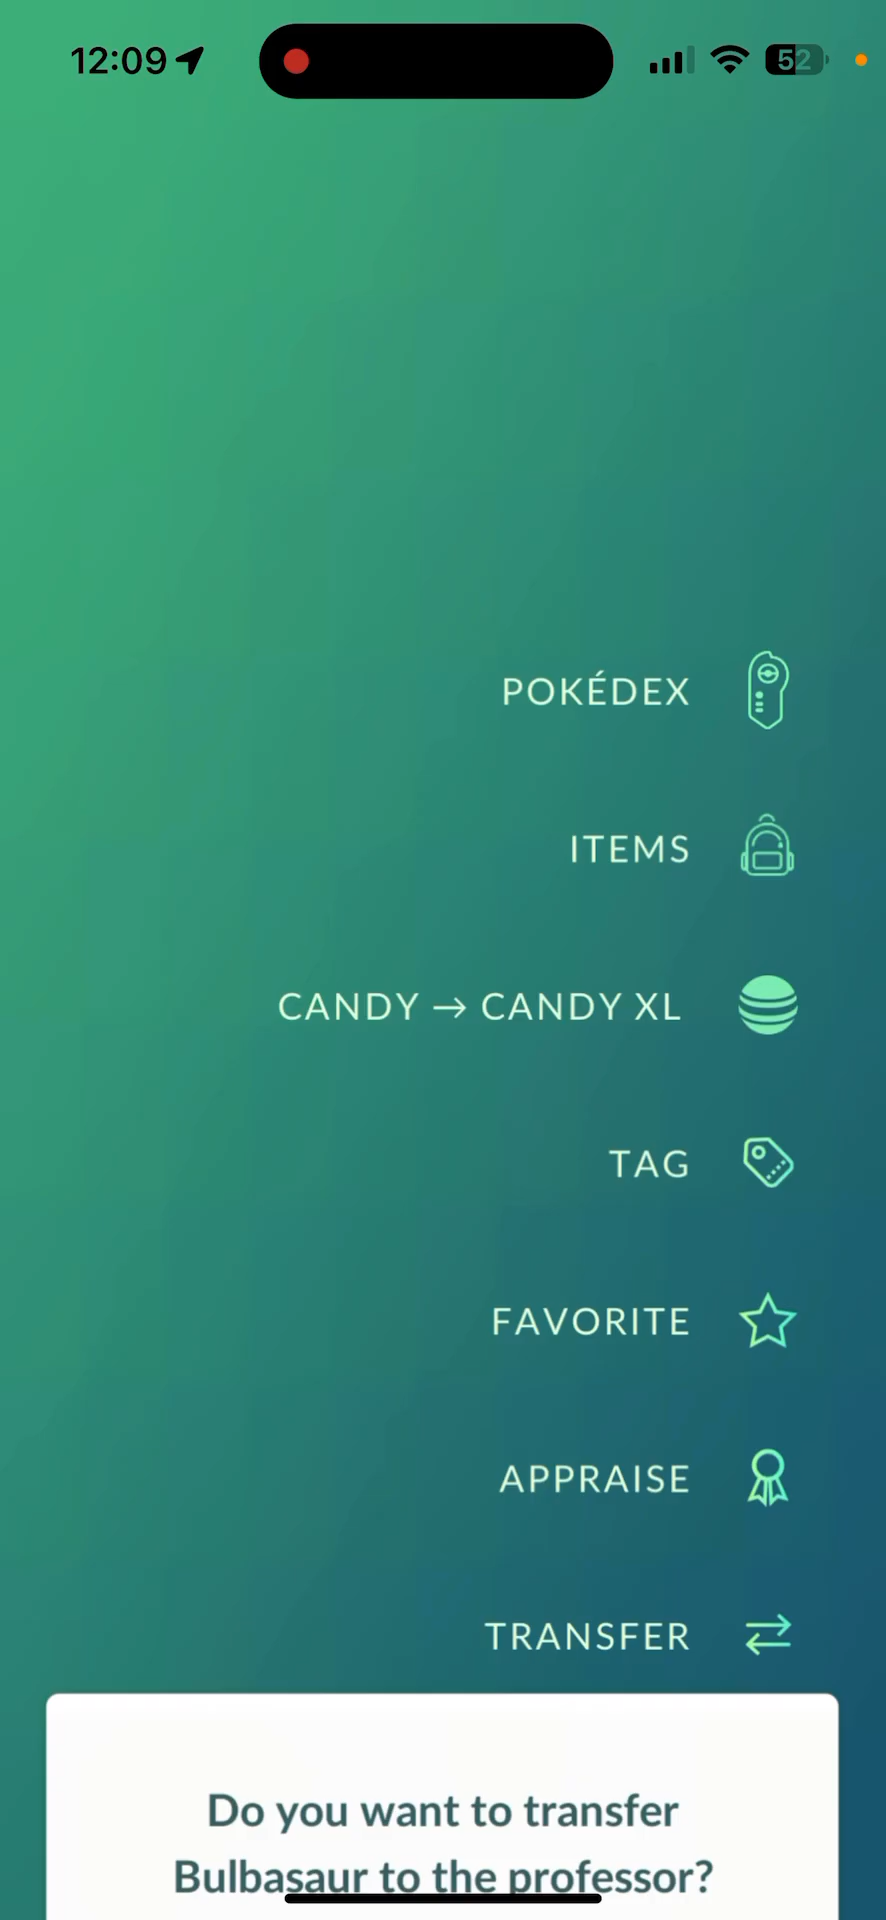 12:09
52
POKÉDEX
ITEMS
CANDY → CANDY XL
TAG
FAVORITE
APPRAISE
TRANSFER
Do you want to transfer
Bulbasaur to the professor?